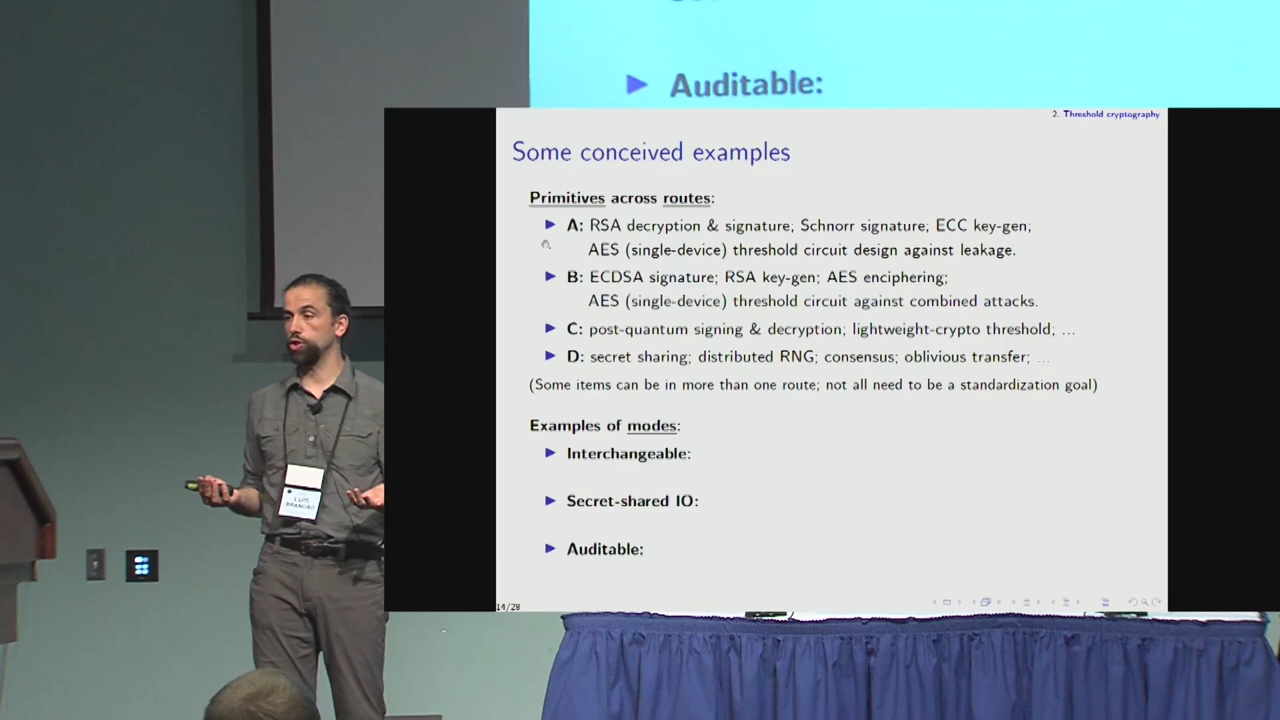 ▶ Auditable:
2. Threshold cryptography
Some conceived examples
Primitives across routes:
▶ A: RSA decryption & signature; Schnorr signature; ECC key-gen;
AES (single-device) threshold circuit design against leakage.
▶ B: ECDSA signature; RSA key-gen; AES enciphering;
AES (single-device) threshold circuit against combined attacks.
▶ C: post-quantum signing & decryption; lightweight-crypto threshold; ...
▶ D: secret sharing; distributed RNG; consensus; oblivious transfer; ...
(Some items can be in more than one route; not all need to be a standardization goal)
Examples of modes:
▶ Interchangeable:
▶ Secret-shared IO:
▶ Auditable:
14/28
LUIS
BRANDAO